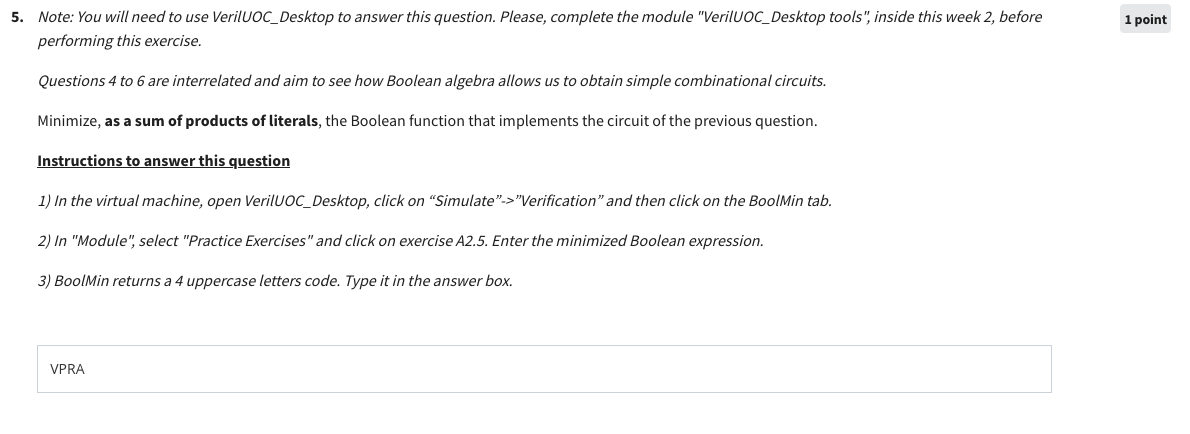 5. Note: You will need to use VerilUOC_Desktop to answer this question. Please, complete the module "VerilUOC_Desktop tools", inside this week 2, before
1 point
performing this exercise.
Questions 4 to 6 are interrelated and aim to see how Boolean algebra allows us to obtain simple combinational circuits.
Minimize, as a sum of products of literals, the Boolean function that implements the circuit of the previous question.
Instructions to answer this question
1) In the virtual machine, open VerilUOC_Desktop, click on “Simulate”->”Verification” and then click on the BoolMin tab.
2) In "Module", select "Practice Exercises" and click on exercise A2.5. Enter the minimized Boolean expression.
3) BoolMin returns a 4 uppercase letters code. Type it in the answer box.
VPRA